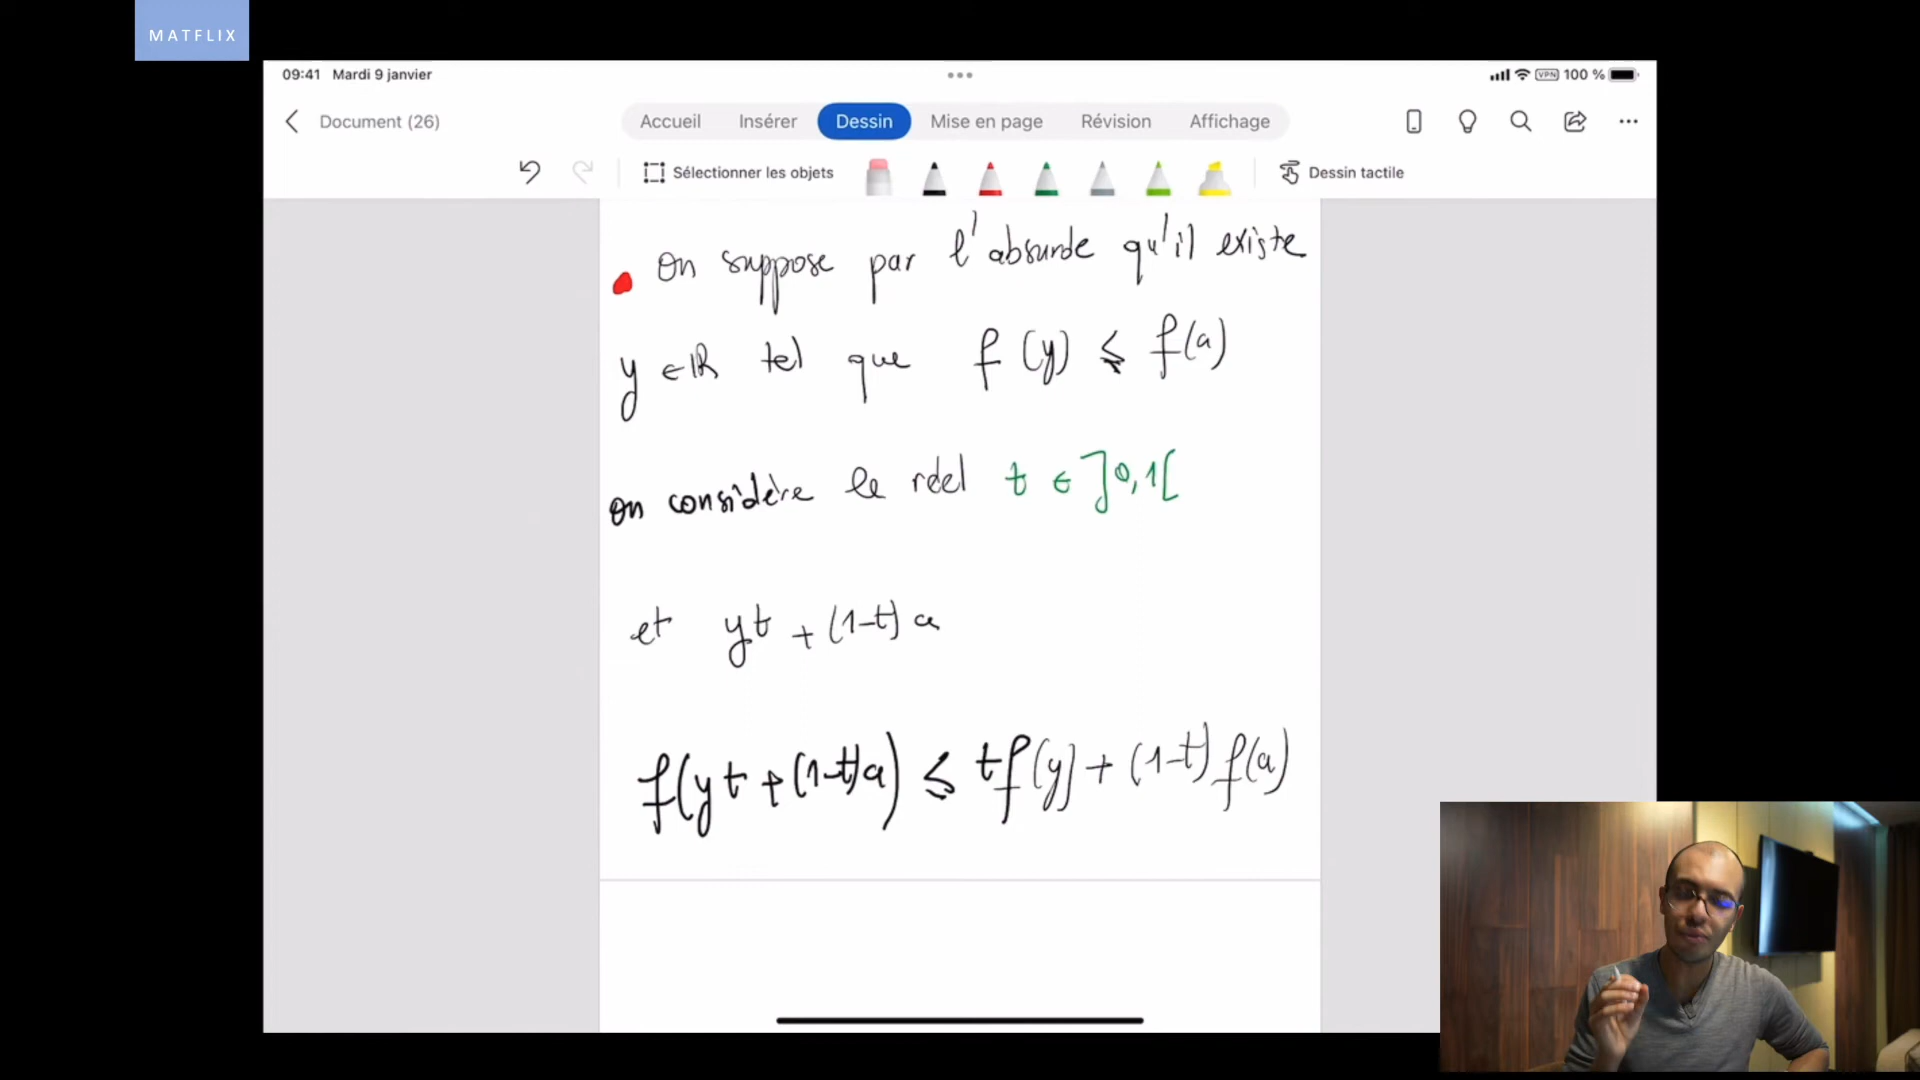 MATFLIX
09:41 Mardi 9 janvier
VPN 100 %
Document (26)
Accueil Insérer Dessin Mise en page Révision Affichage
Sélectionner les objets
Dessin tactile
On suppose par l'absurde qu'il existe
y ∈ ℝ tel que f(y) ≤ f(a)
on considère le réel t ∈ ]0,1[
et yt + (1-t) a
f(yt + (1-t)a) ≤ tf(y) + (1-t) f(a)